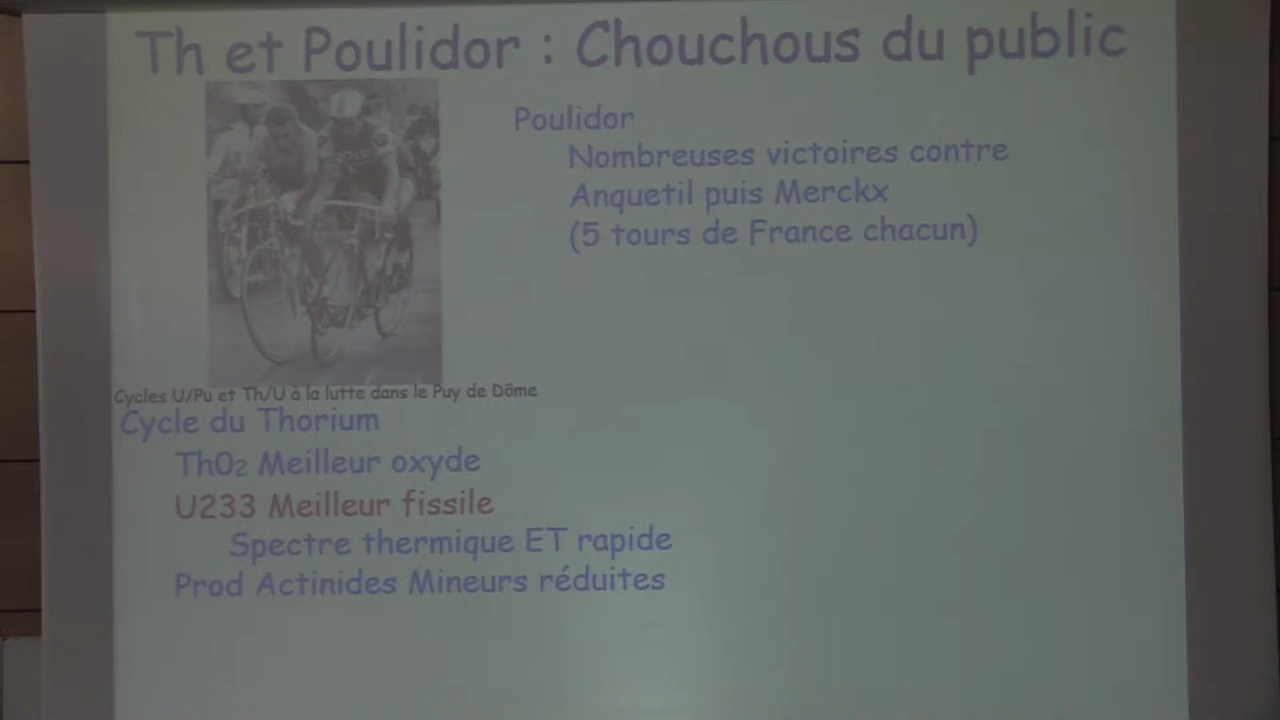 Th et Poulidor : Chouchous du public
Poulidor
Nombreuses victoires contre
Anquetil puis Merckx
(5 tours de France chacun)
Cycles U/Pu et Th/U à la lutte dans le Puy de Dôme
Cycle du Thorium
ThO₂ Meilleur oxyde
U233 Meilleur fissile
Spectre thermique ET rapide
Prod Actinides Mineurs réduites